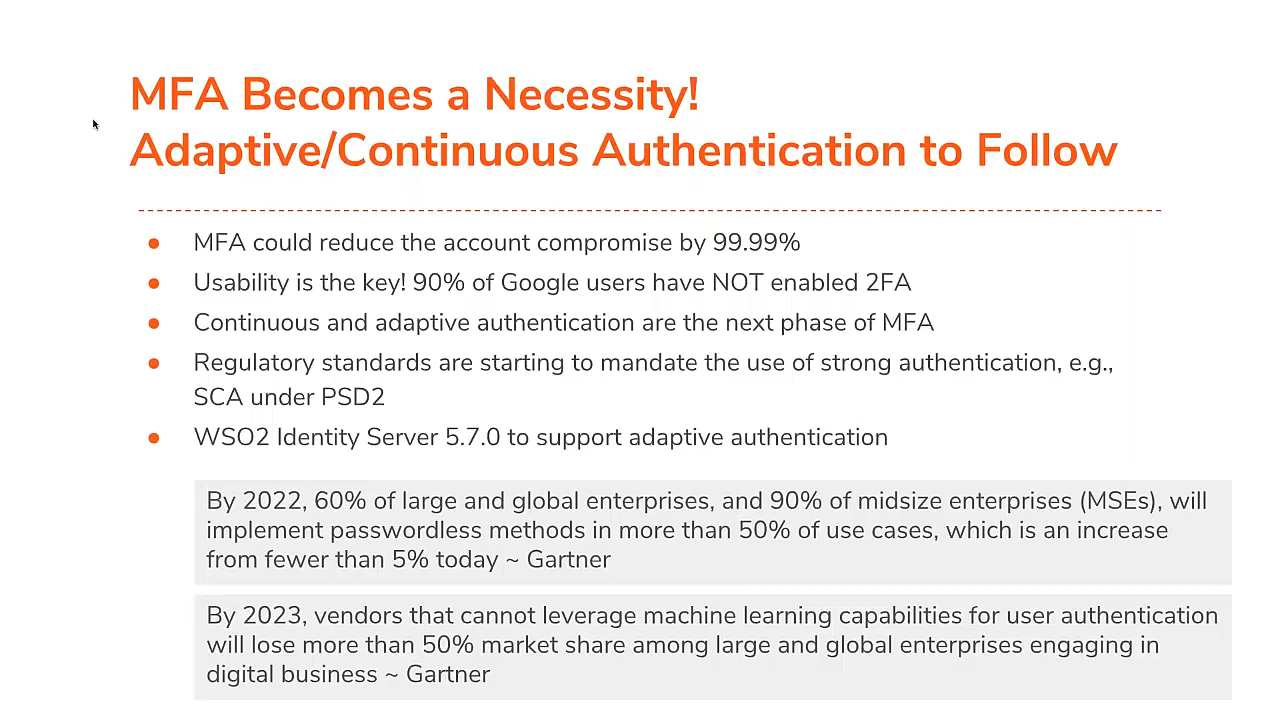 MFA Becomes a Necessity!
Adaptive/Continuous Authentication to Follow
● MFA could reduce the account compromise by 99.99%
● Usability is the key! 90% of Google users have NOT enabled 2FA
● Continuous and adaptive authentication are the next phase of MFA
● Regulatory standards are starting to mandate the use of strong authentication, e.g.,
SCA under PSD2
● WSO2 Identity Server 5.7.0 to support adaptive authentication
By 2022, 60% of large and global enterprises, and 90% of midsize enterprises (MSEs), will
implement passwordless methods in more than 50% of use cases, which is an increase
from fewer than 5% today ~ Gartner
By 2023, vendors that cannot leverage machine learning capabilities for user authentication
will lose more than 50% market share among large and global enterprises engaging in
digital business ~ Gartner